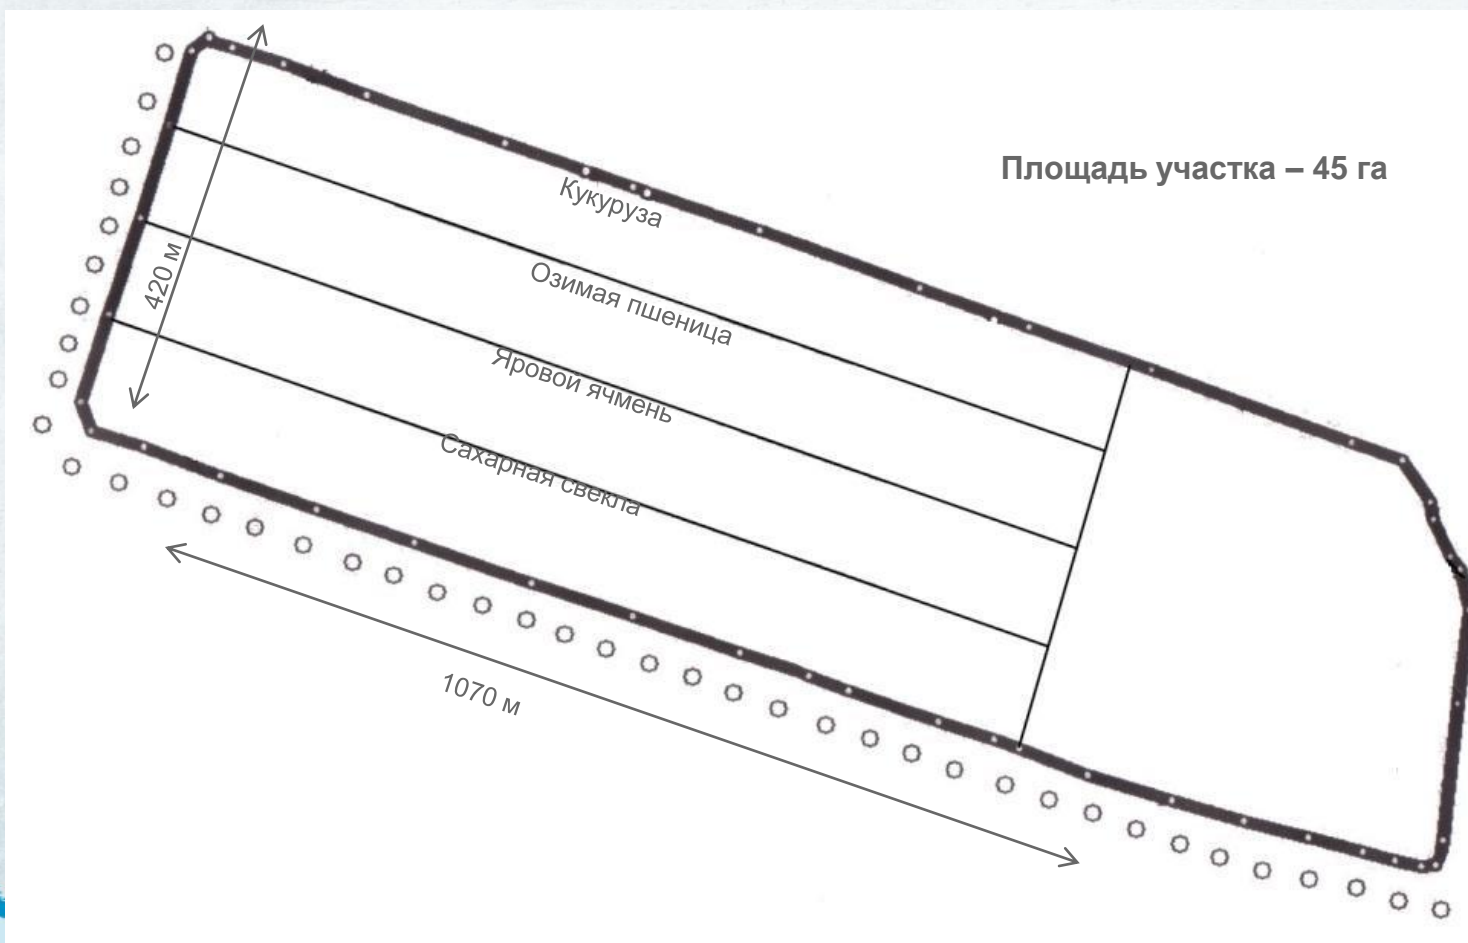 Площадь участка – 45 га
Кукуруза
420 м
Озимая пшеница
Яровой ячмень
Сахарная свекла
1070 м